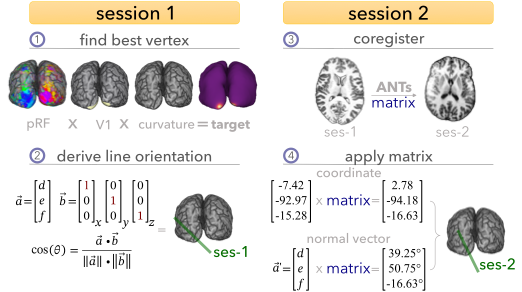 session 1
1 find best vertex
pRF X V1 X curvature = target
2 derive line orientation
a⃗ = [d e f] b⃗ = [1 0 0]x [0 1 0]y [0 0 1]z =
cos(θ) = a⃗ • b⃗ / ‖a⃗‖ • ‖b⃗‖
ses-1
session 2
3 coregister
ANTs
matrix
ses-1 ses-2
4 apply matrix
coordinate
[-7.42 -92.97 -15.28] x matrix = [2.78 -94.18 -16.63]
normal vector
a⃗ = [d e f] x matrix = [39.25° 50.75° -16.63°]
ses-2